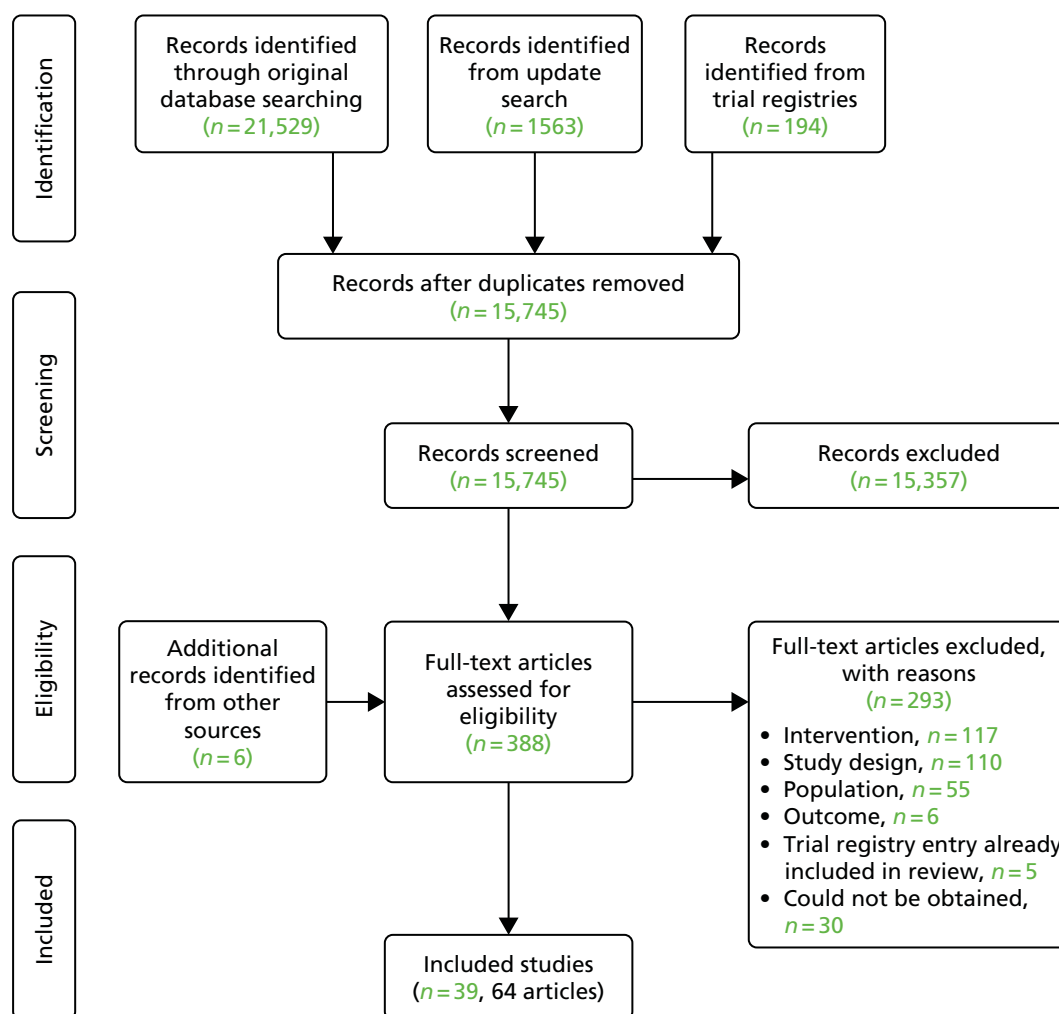 Identification
Records identified
through original
database searching
(n = 21,529)
Records identified
from update
search
(n = 1563)
Records
identified from
trial registries
(n = 194)
Records after duplicates removed
(n = 15,745)
Screening
Records screened
(n = 15,745)
Records excluded
(n = 15,357)
Eligibility
Additional
records identified
from other
sources
(n = 6)
Full-text articles
assessed for
eligibility
(n = 388)
Full-text articles excluded,
with reasons
(n = 293)
• Intervention, n = 117
• Study design, n = 110
• Population, n = 55
• Outcome, n = 6
• Trial registry entry already
included in review, n = 5
• Could not be obtained,
n = 30
Included
Included studies
(n = 39, 64 articles)